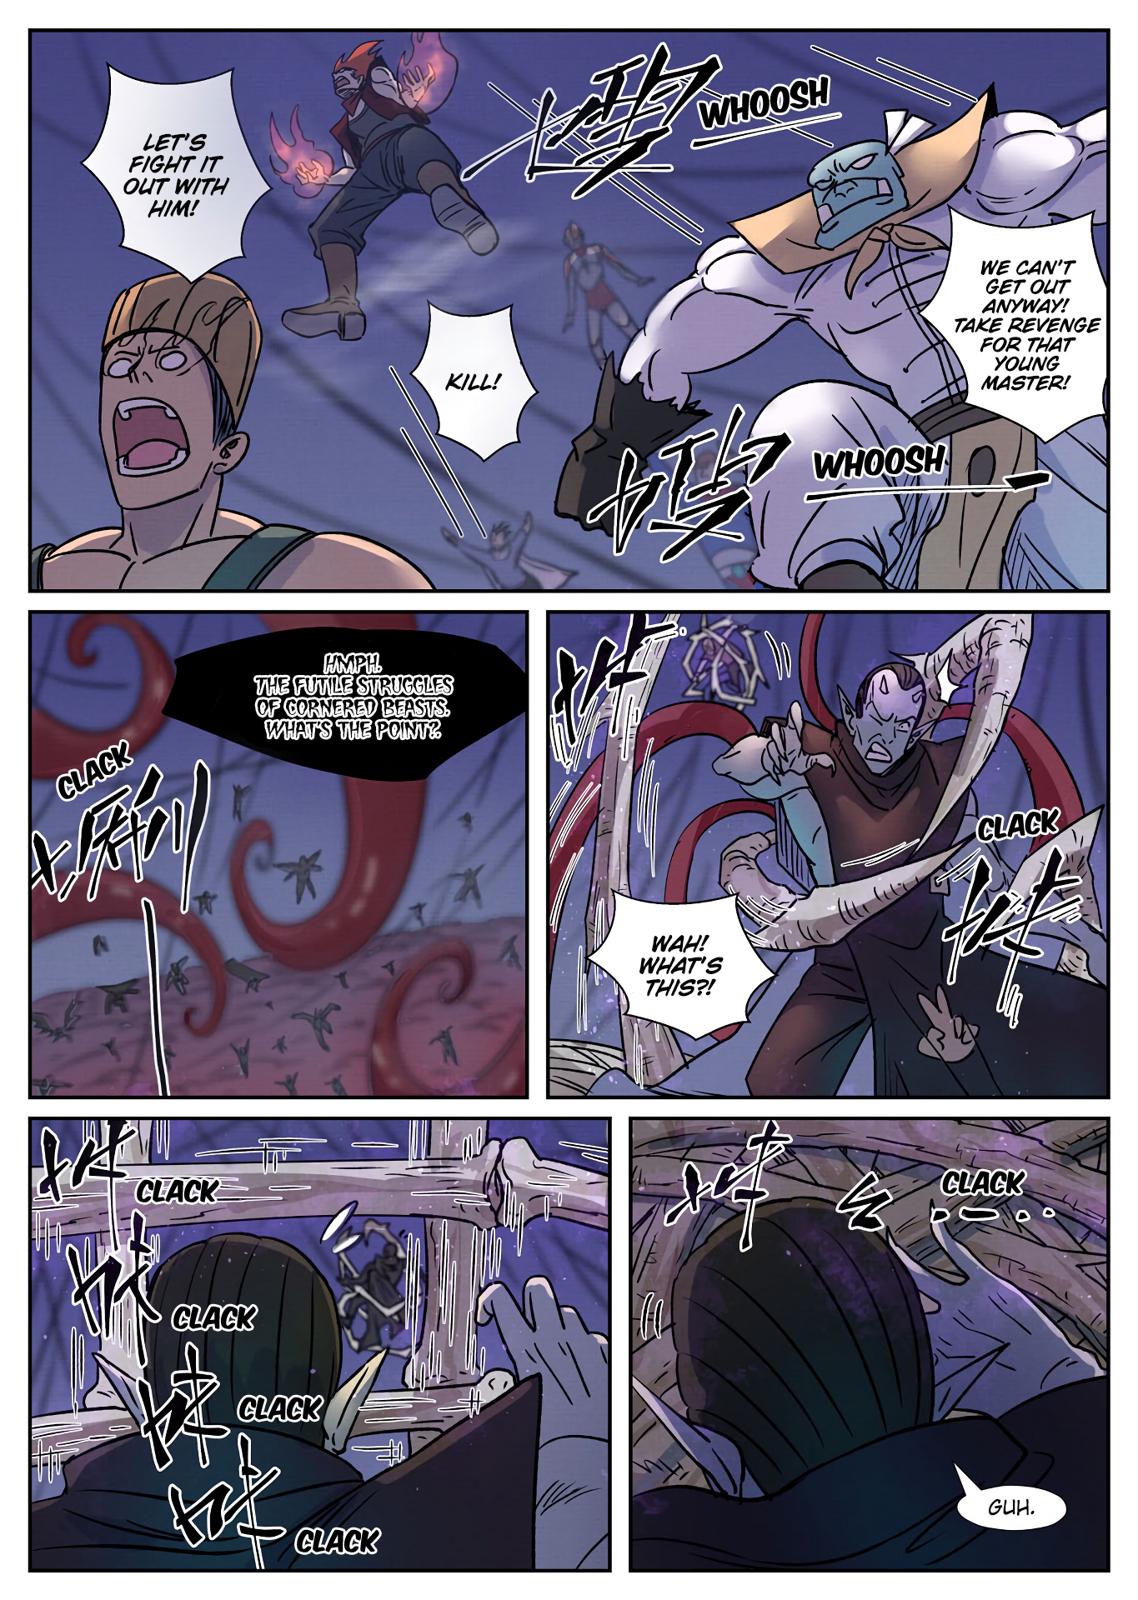 LET'S
FIGHT IT
OUT WITH
HIM!
WHOOSH
WE CAN'T
GET OUT
ANYWAY!
TAKE REVENGE
FOR THAT
YOUNG
MASTER!
KILL!
WHOOSH
HMPH.
THE FUTILE STRUGGLES
OF CORNERED BEASTS.
WHAT'S THE POINT?
CLACK
CLACK
WAH!
WHAT'S
THIS?!
CLACK
CLACK
CLACK
CLACK
CLACK
GUH.